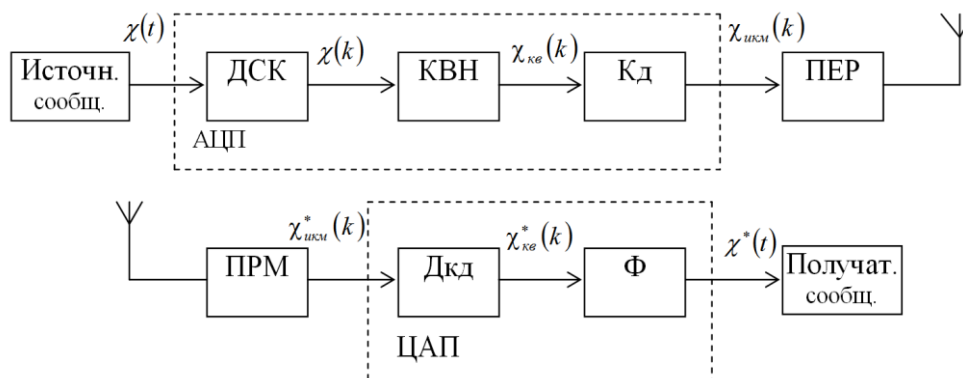 χ(t)
χ(k)
χкв(k)
χикм(k)
Источн.
сообщ.
ДСК
КВН
Кд
ПЕР
АЦП
χ*икм(k)
χ*кв(k)
χ*(t)
ПРМ
Дкд
Ф
Получат.
сообщ.
ЦАП